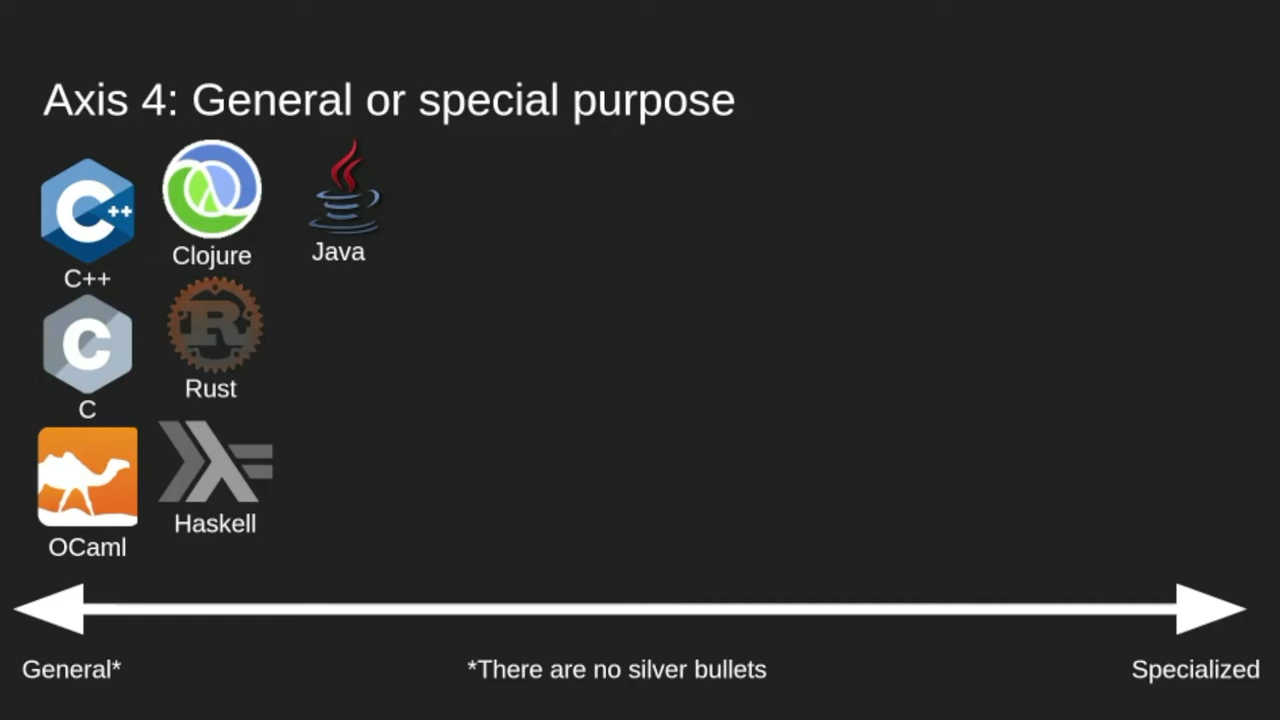 Axis 4: General or special purpose
C++
Clojure
Java
C++
C
Rust
R
C
OCaml
Haskell
General*
*There are no silver bullets
Specialized